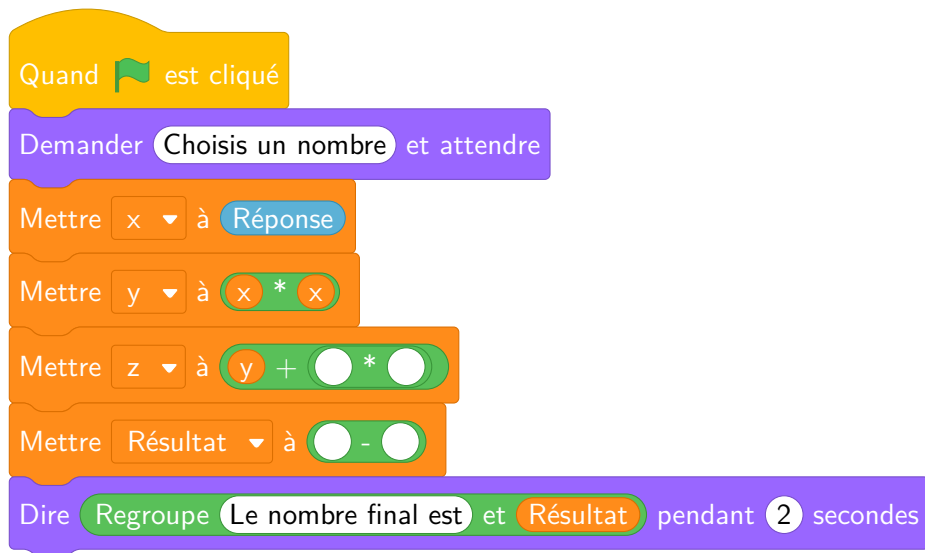 Quand est cliqué
Demander Choisis un nombre et attendre
Mettre x à Réponse
Mettre y à x * x
Mettre z à y + *
Mettre Résultat à -
Dire Regroupe Le nombre final est et Résultat pendant 2 secondes